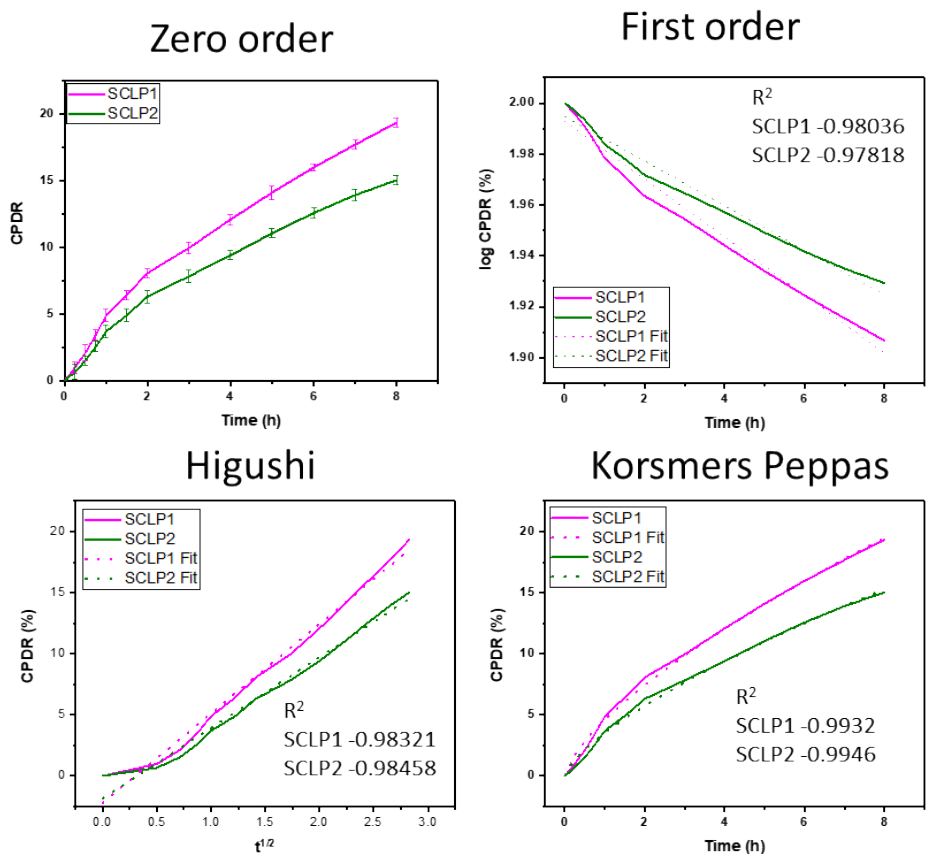 Zero order
SCLP1
SCLP2
CPDR
20
15
10
5
0
0 2 4 6 8
Time (h)
First order
R²
SCLP1 -0.98036
SCLP2 -0.97818
log CPDR (%)
2.00
1.98
1.96
1.94
1.92
1.90
SCLP1
SCLP2
SCLP1 Fit
SCLP2 Fit
0 2 4 6 8
Time (h)
Higushi
SCLP1
SCLP2
SCLP1 Fit
SCLP2 Fit
CPDR (%)
20
15
10
5
0
R²
SCLP1 -0.98321
SCLP2 -0.98458
0.0 0.5 1.0 1.5 2.0 2.5 3.0
t^1/2
Korsmers Peppas
SCLP1
SCLP1 Fit
SCLP2
SCLP2 Fit
CPDR (%)
20
15
10
5
0
R²
SCLP1 -0.9932
SCLP2 -0.9946
0 2 4 6 8
Time (h)